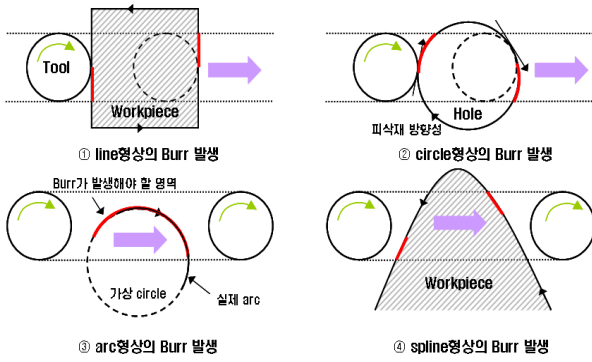 Tool
Workpiece
① line형상의 Burr 발생
Hole
피삭재 방향성
② circle형상의 Burr 발생
Burr가 발생해야 할 영역
가상 circle
실제 arc
③ arc형상의 Burr 발생
Workpiece
④ spline형상의 Burr 발생